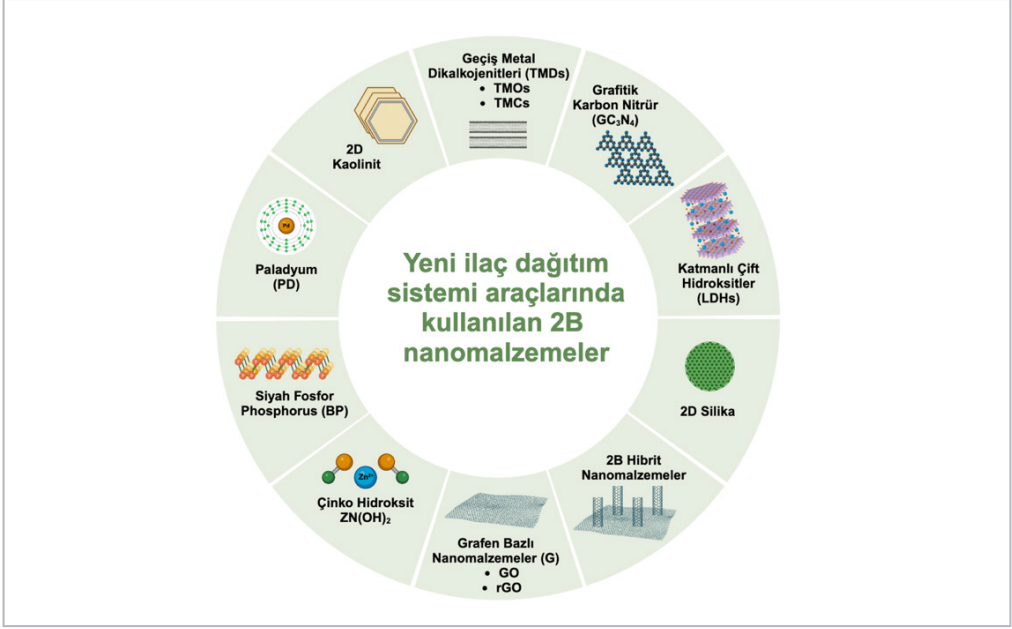 Geçiş Metal
Dikalkojenitleri (TMDs)
• TMOs
• TMCs
Grafitik
Karbon Nitrür
(GC₃N₄)
Katmanlı Çift
Hidroksitler
(LDHs)
2D Silika
2B Hibrit
Nanomalzemeler
Grafen Bazlı
Nanomalzemeler (G)
• GO
• rGO
Zn²⁺
Çinko Hidroksit
ZN(OH)₂
Siyah Fosfor
Phosphorus (BP)
Pd
Paladyum
(PD)
2D
Kaolinit
Yeni ilaç dağıtım
sistemi araçlarında
kullanılan 2B
nanomalzemeler